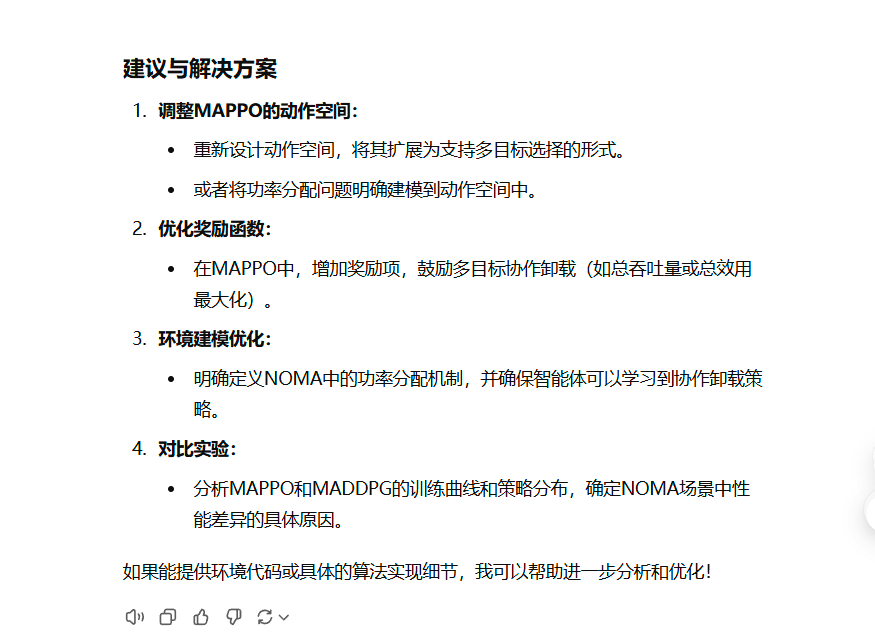 建议与解决方案
1. 调整MAPPO的动作空间：
• 重新设计动作空间，将其扩展为支持多目标选择的形式。
• 或者将功率分配问题明确建模到动作空间中。
2. 优化奖励函数：
• 在MAPPO中，增加奖励项，鼓励多目标协作卸载（如总吞吐量或总效用
最大化）。
3. 环境建模优化：
• 明确定义NOMA中的功率分配机制，并确保智能体可以学习到协作卸载策
略。
4. 对比实验：
• 分析MAPPO和MADDPG的训练曲线和策略分布，确定NOMA场景中性
能差异的具体原因。
如果能提供环境代码或具体的算法实现细节，我可以帮助进一步分析和优化！